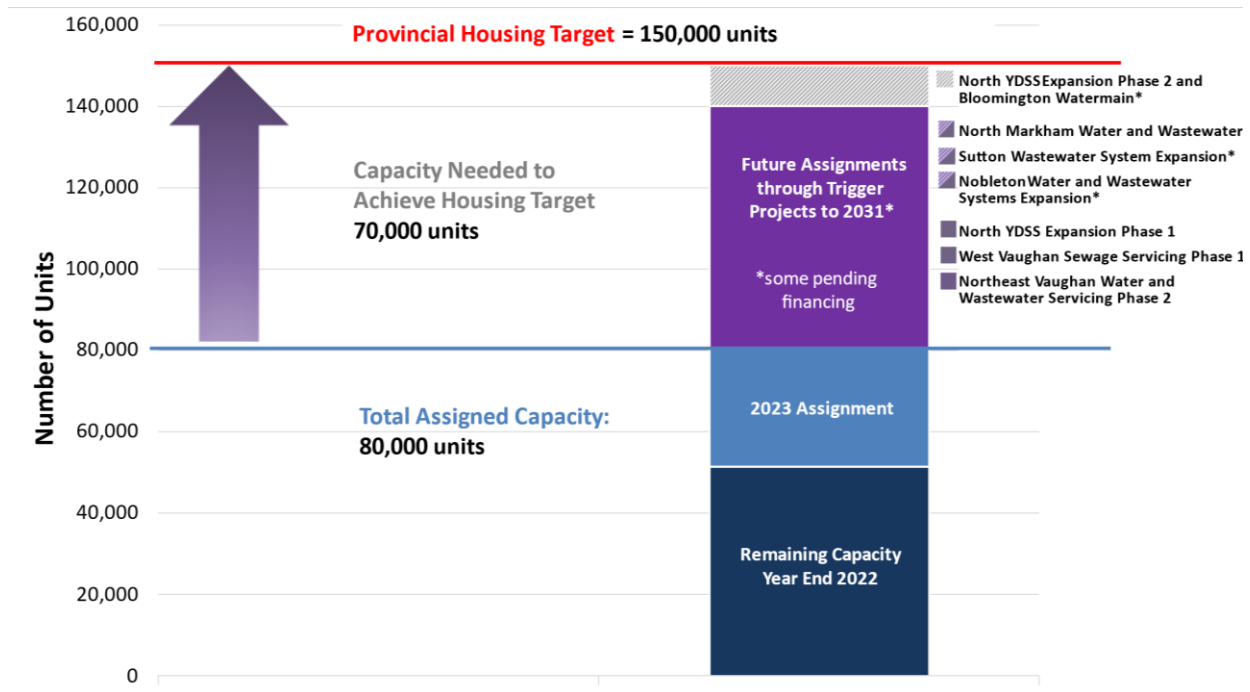 160,000
140,000
120,000
100,000
80,000
60,000
40,000
20,000
0
Number of Units
Provincial Housing Target = 150,000 units
Capacity Needed to
Achieve Housing Target
70,000 units
Total Assigned Capacity:
80,000 units
Future Assignments
through Trigger
Projects to 2031*
*some pending
financing
2023 Assignment
Remaining Capacity
Year End 2022
North YDSSExpansion Phase 2 and
Bloomington Watermain*
North Markham Water and Wastewater
Sutton Wastewater System Expansion*
Nobleton Water and Wastewater
Systems Expansion*
North YDSS Expansion Phase 1
West Vaughan Sewage Servicing Phase 1
Northeast Vaughan Water and
Wastewater Servicing Phase 2